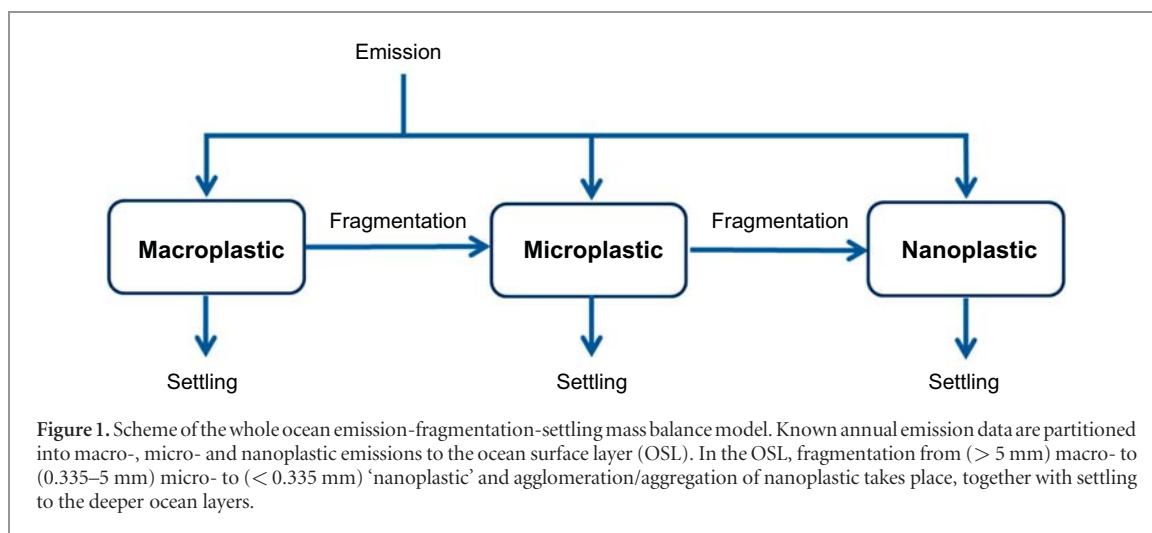 Emission
Fragmentation
Fragmentation
Macroplastic
Microplastic
Nanoplastic
Settling
Settling
Settling
Figure 1. Scheme of the whole ocean emission-fragmentation-settling mass balance model. Known annual emission data are partitioned
into macro-, micro- and nanoplastic emissions to the ocean surface layer (OSL). In the OSL, fragmentation from (> 5 mm) macro- to
(0.335–5 mm) micro- to (< 0.335 mm) ‘nanoplastic’ and agglomeration/aggregation of nanoplastic takes place, together with settling
to the deeper ocean layers.